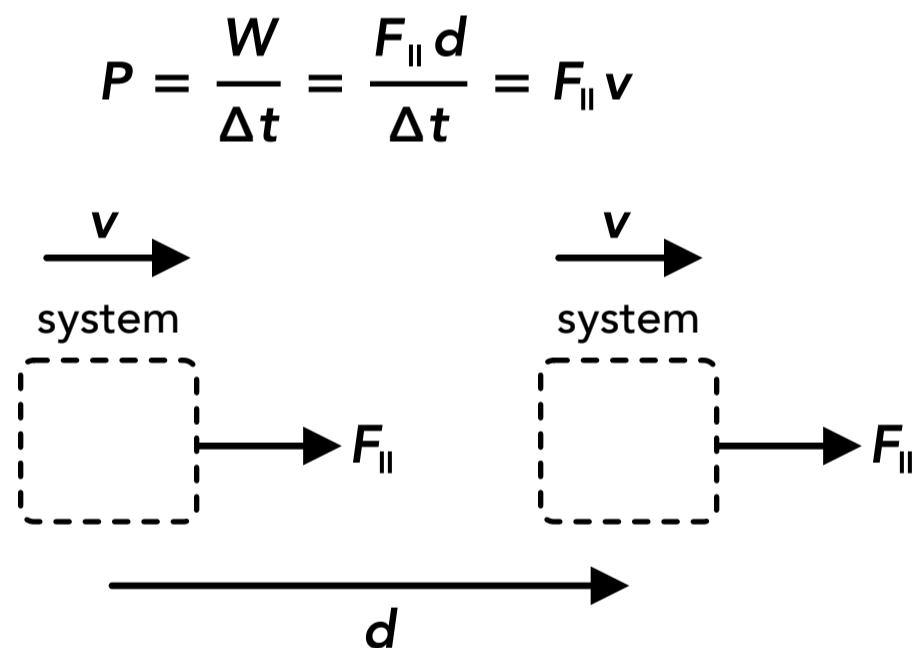 P = W/Δt = F∥ d/Δt = F∥ v
v v
system system
F∥ F∥
d